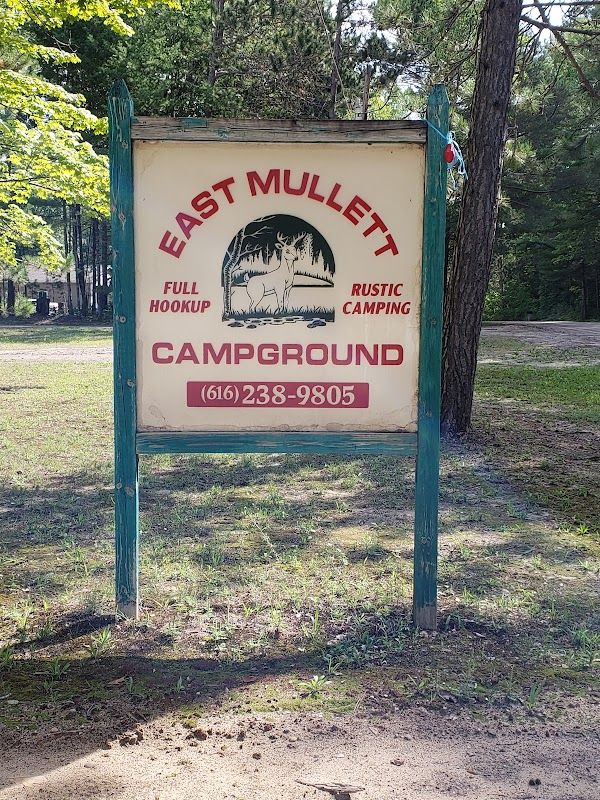 EAST MULLETT
FULL
HOOKUP
RUSTIC
CAMPING
CAMPGROUND
(616) 238-9805